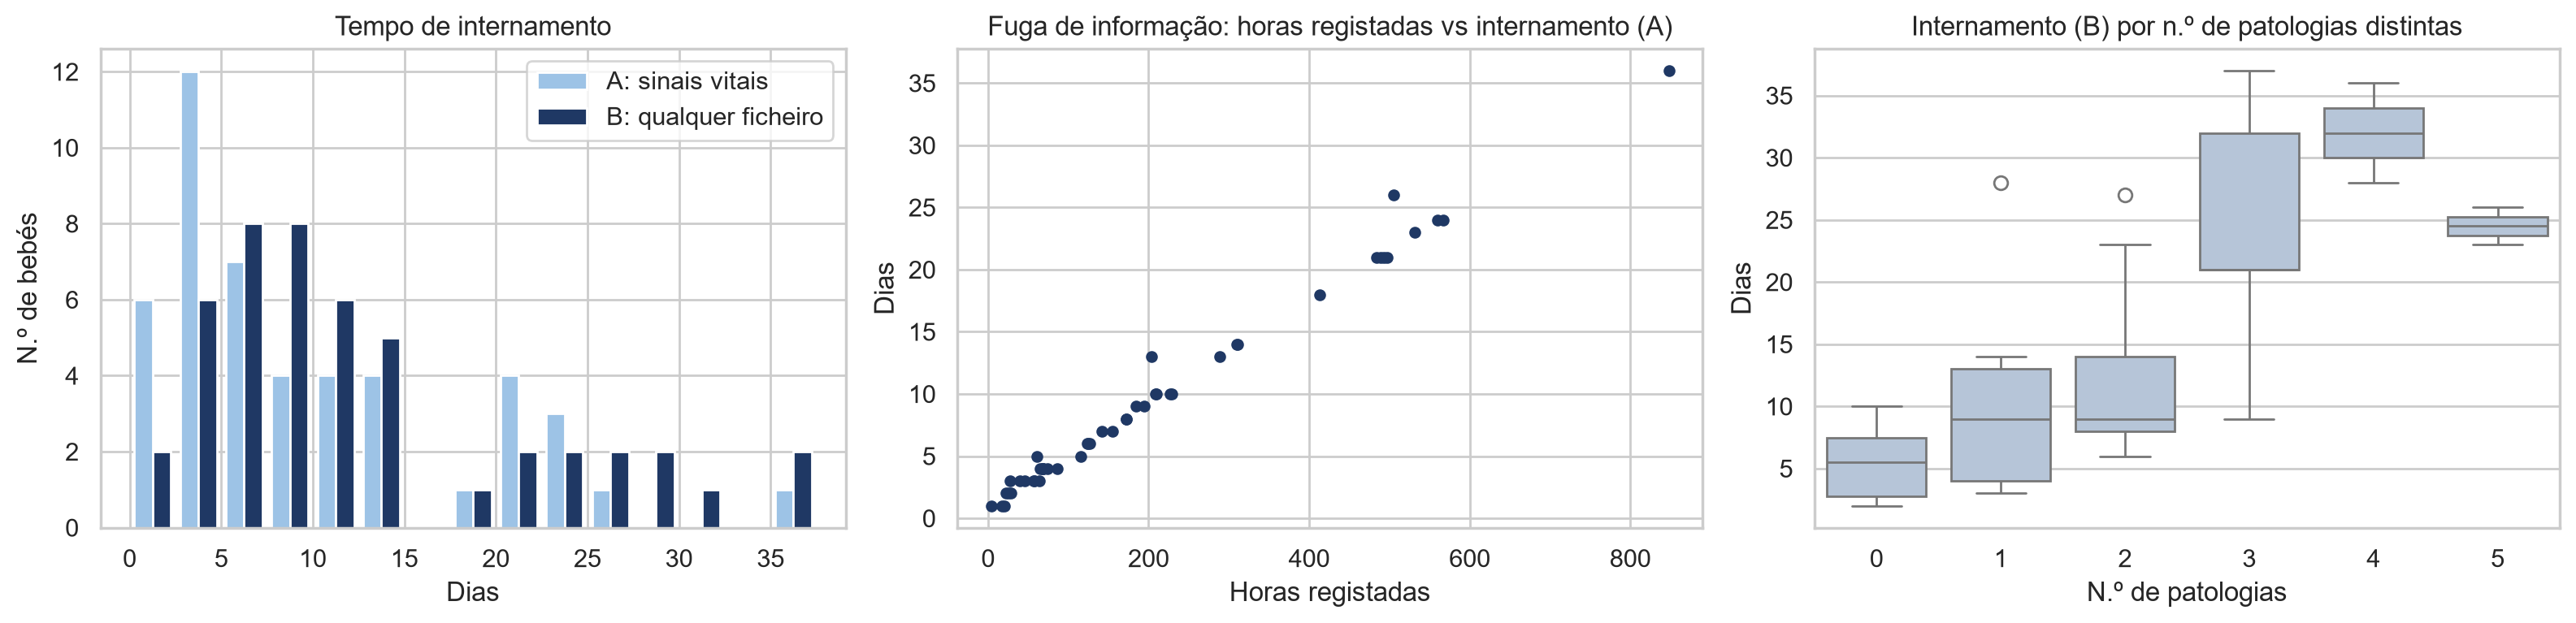 Tempo de internamento
A: sinais vitais
B: qualquer ficheiro
N.º de bebés
12
10
8
6
4
2
0
0 5 10 15 20 25 30 35
Dias
Fuga de informação: horas registadas vs internamento (A)
Dias
35
30
25
20
15
10
5
0
0 200 400 600 800
Horas registadas
Internamento (B) por n.º de patologias distintas
Dias
35
30
25
20
15
10
5
0 1 2 3 4 5
N.º de patologias